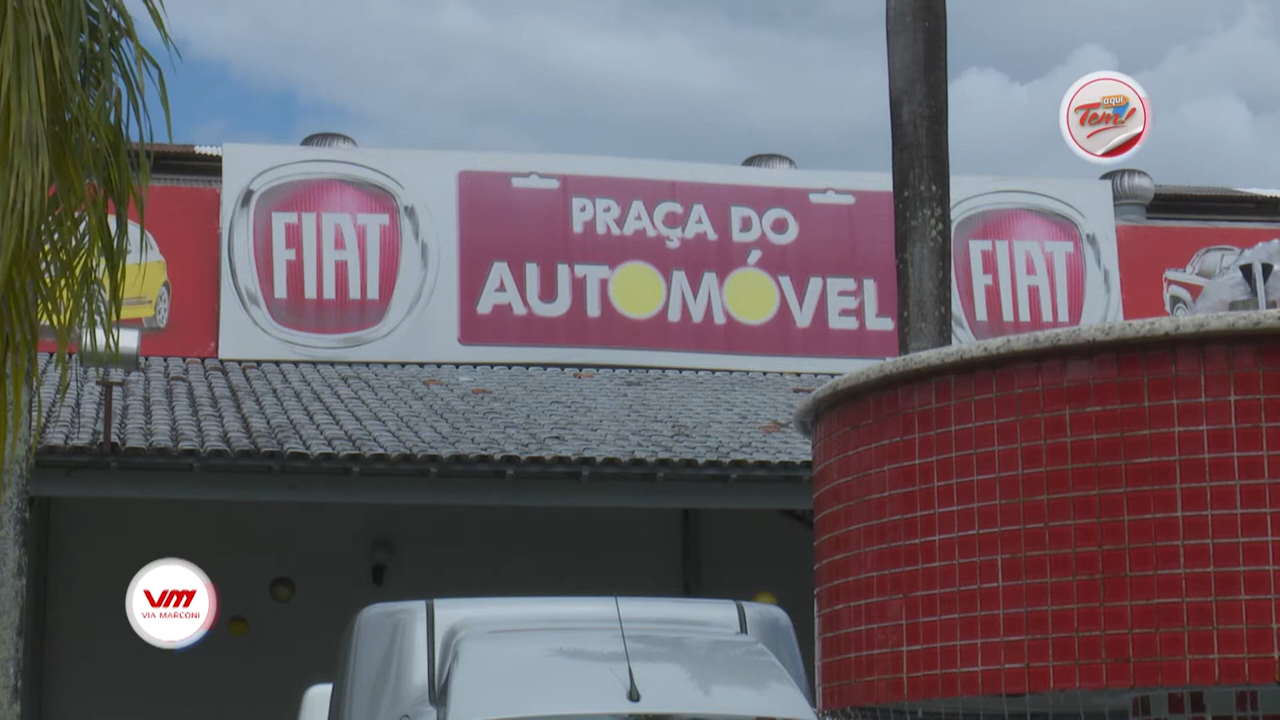 aqui
Tem!
FIAT
PRAÇA DO
AUTOMÓVEL
FIAT
VM
VIA MARCONI